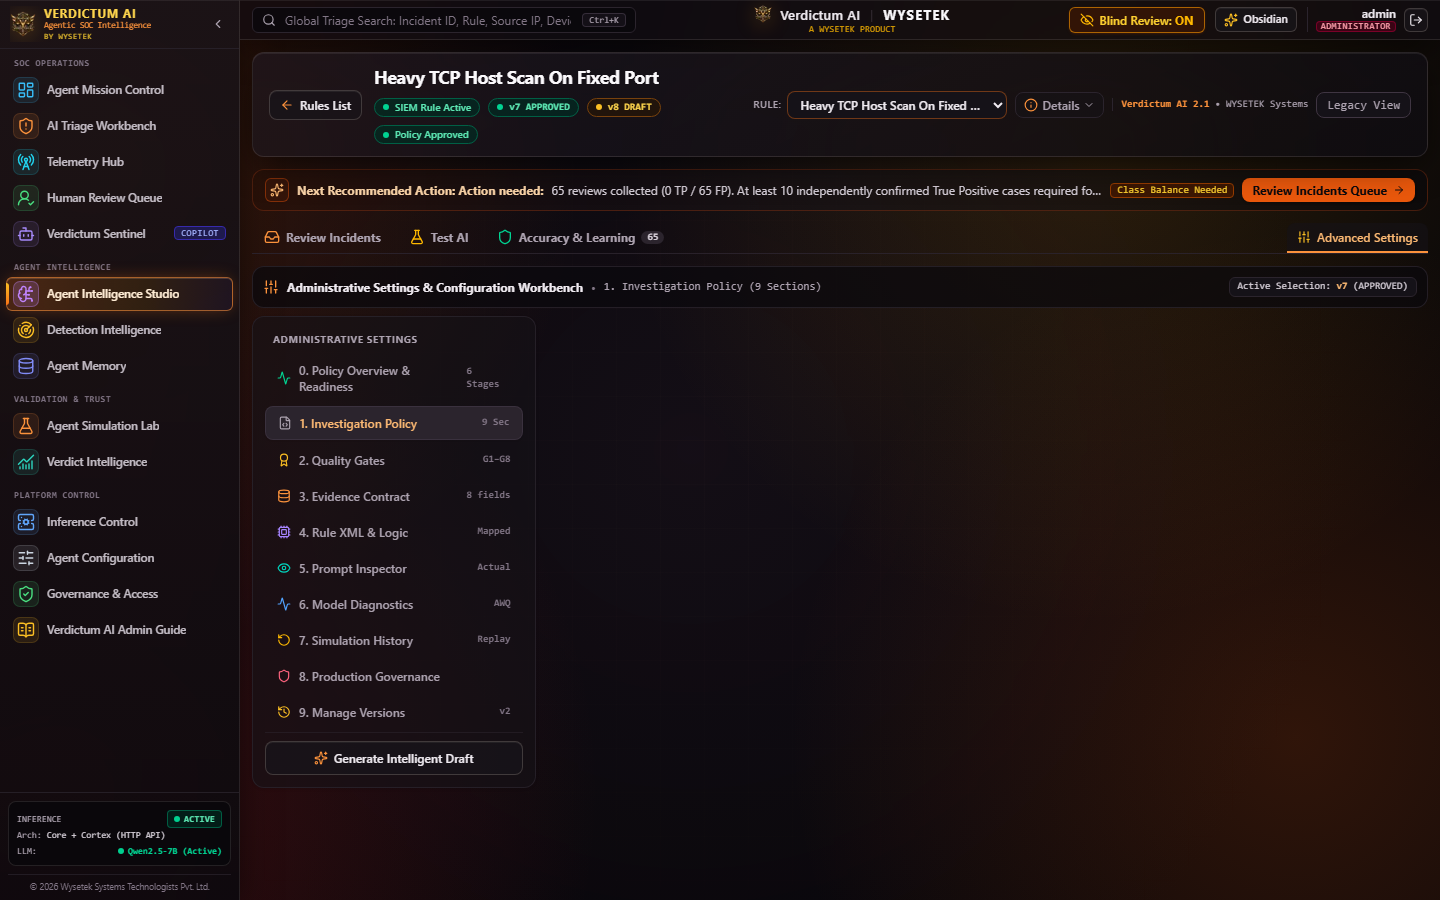 VERDICTUM AI
Agentic SOC Intelligence
BY WYSETEK
SOC OPERATIONS
Agent Mission Control
AI Triage Workbench
Telemetry Hub
Human Review Queue
Verdictum Sentinel
COPILOT
AGENT INTELLIGENCE
Agent Intelligence Studio
Detection Intelligence
Agent Memory
VALIDATION & TRUST
Agent Simulation Lab
Verdict Intelligence
PLATFORM CONTROL
Inference Control
Agent Configuration
Governance & Access
Verdictum AI Admin Guide
INFERENCE
ACTIVE
Arch: Core + Cortex (HTTP API)
LLM:
Qwen2.5-7B (Active)
© 2026 Wysetek Systems Technologists Pvt. Ltd.
Global Triage Search: Incident ID, Rule, Source IP, Devi
Ctrl+K
Verdictum AI
WYSETEK
A WYSETEK PRODUCT
Blind Review: ON
Obsidian
admin
ADMINISTRATOR
Rules List
Heavy TCP Host Scan On Fixed Port
SIEM Rule Active
v7 APPROVED
v8 DRAFT
Policy Approved
RULE:
Heavy TCP Host Scan On Fixed ...
Details
Verdictum AI 2.1 • WYSETEK Systems
Legacy View
Next Recommended Action: Action needed: 65 reviews collected (0 TP / 65 FP). At least 10 independently confirmed True Positive cases required fo...
Class Balance Needed
Review Incidents Queue
Review Incidents
Test AI
Accuracy & Learning
65
Advanced Settings
Administrative Settings & Configuration Workbench • 1. Investigation Policy (9 Sections)
Active Selection: v7 (APPROVED)
ADMINISTRATIVE SETTINGS
0. Policy Overview &
Readiness
6
Stages
1. Investigation Policy
9 Sec
2. Quality Gates
G1-G8
3. Evidence Contract
8 fields
4. Rule XML & Logic
Mapped
5. Prompt Inspector
Actual
6. Model Diagnostics
AWQ
7. Simulation History
Replay
8. Production Governance
9. Manage Versions
v2
Generate Intelligent Draft